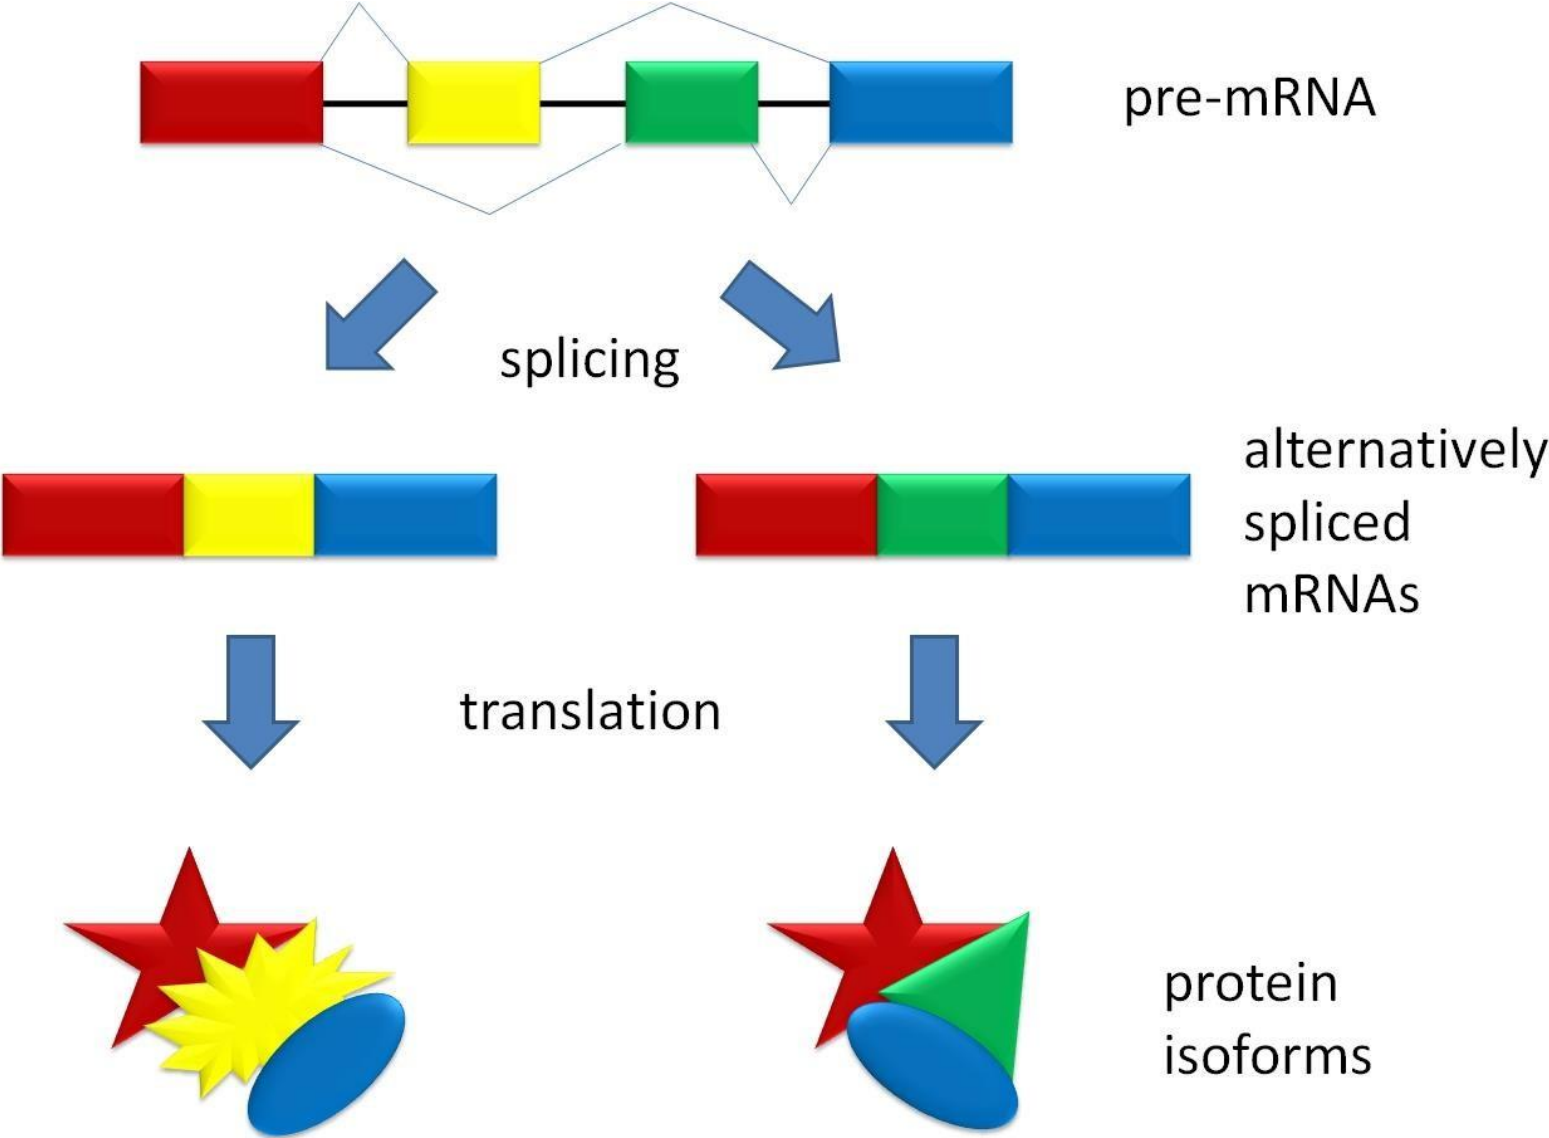 pre-mRNA
splicing
alternatively
spliced
mRNAs
translation
protein
isoforms